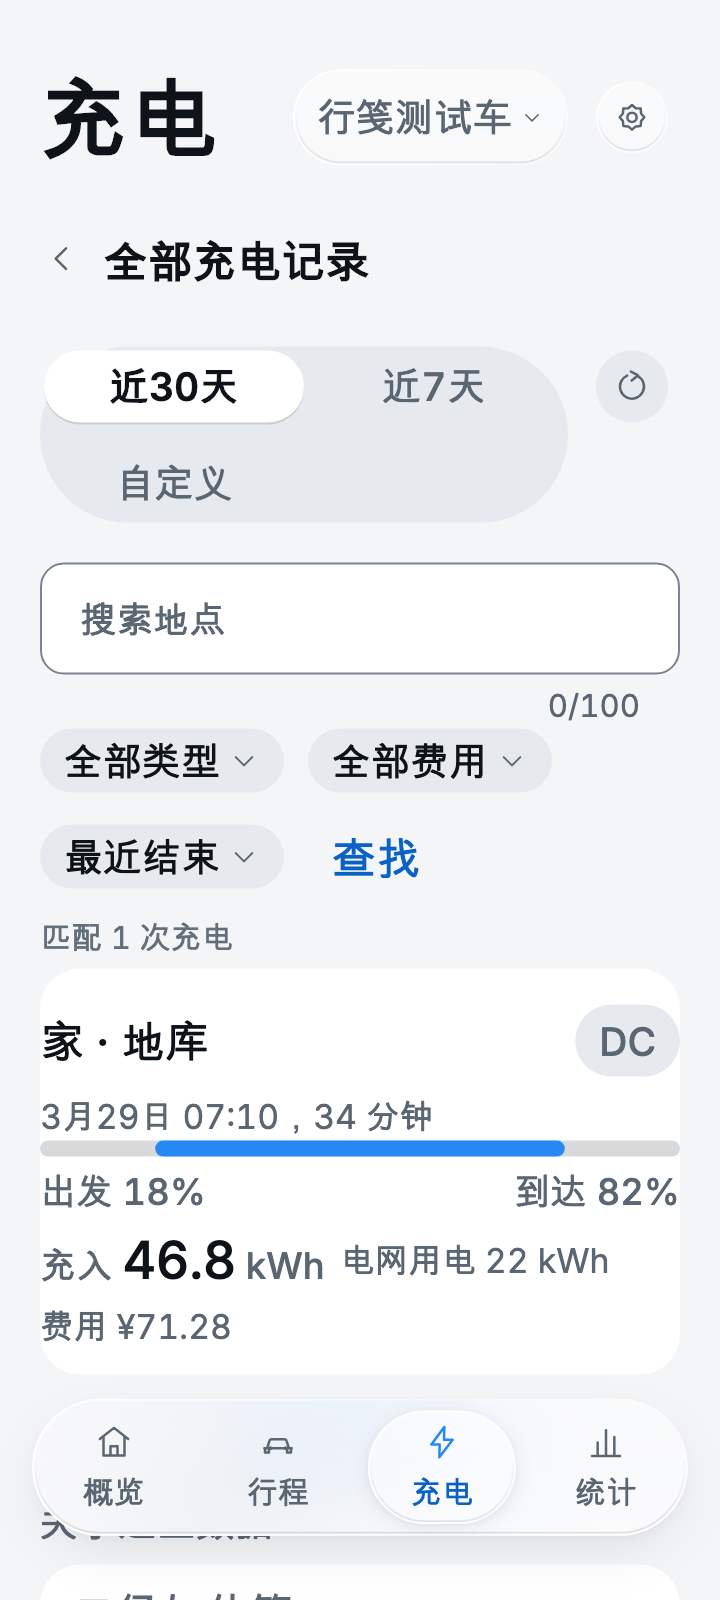 充电
行笺测试车
全部充电记录
近30天
近7天
自定义
搜索地点
0/100
全部类型
全部费用
最近结束
查找
匹配 1 次充电
家 · 地库
DC
3月29日 07:10，34 分钟
出发 18%
到达 82%
充入 46.8 kWh 电网用电 22 kWh
费用 ¥71.28
概览
行程
充电
统计